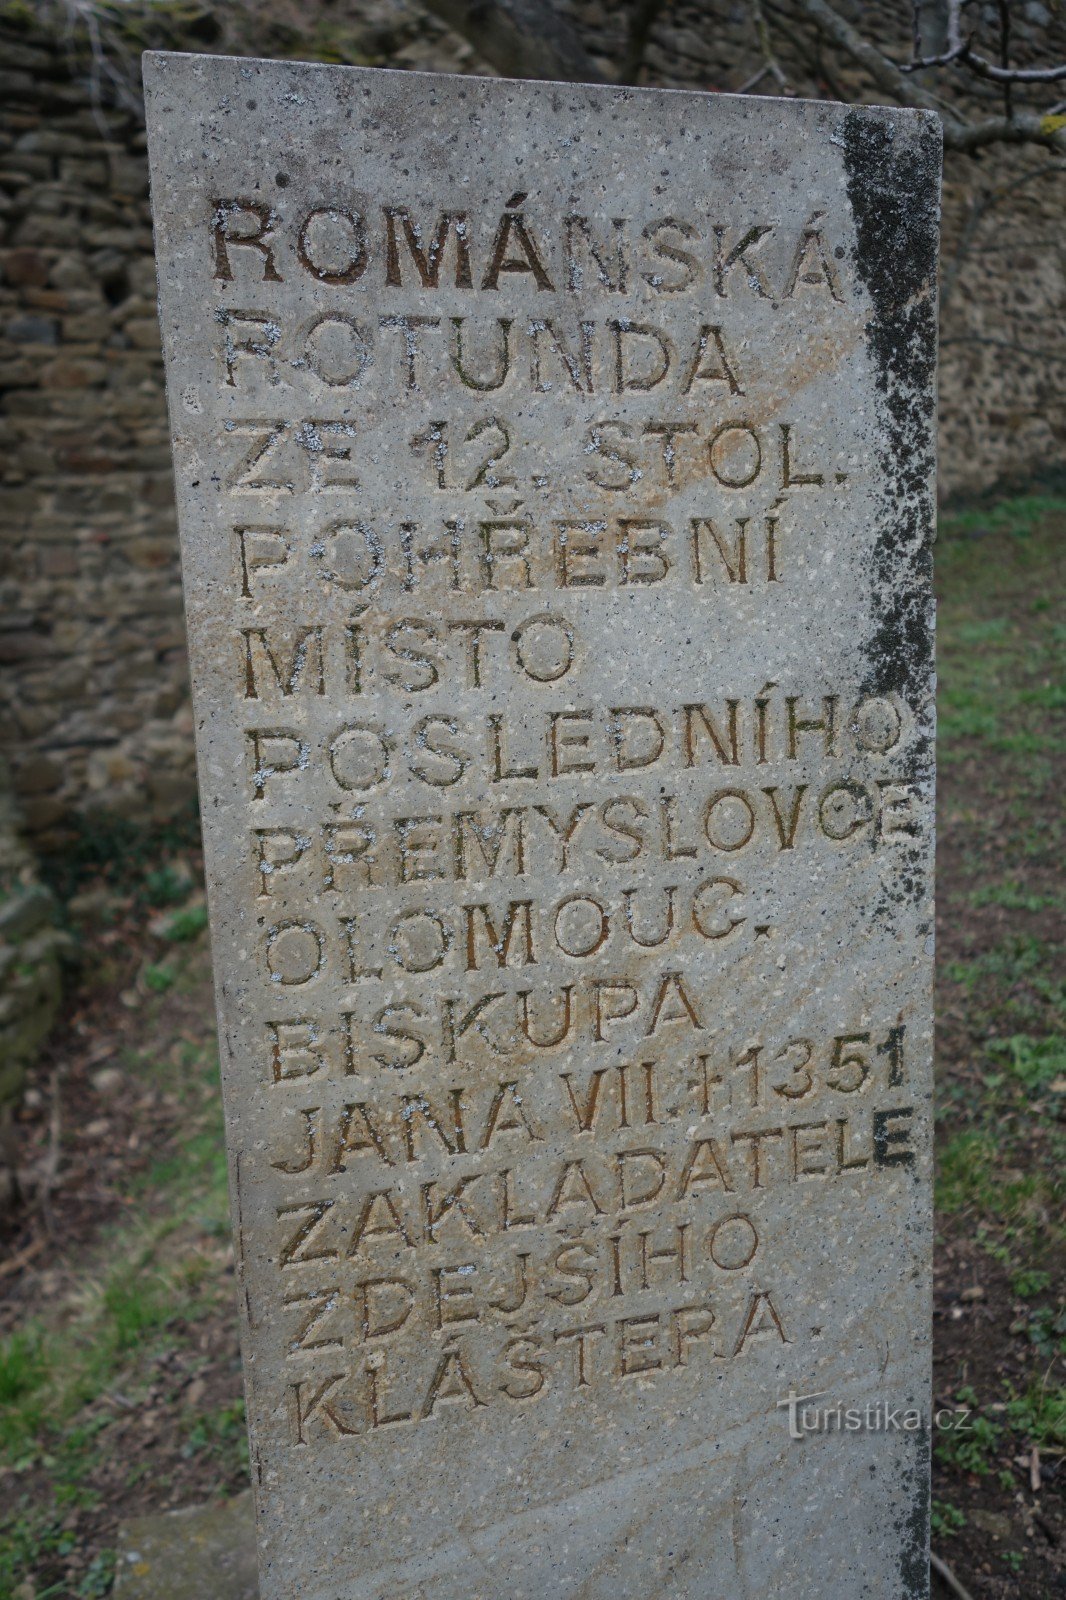 ROMÁNSKÁ
ROTUNDA
ZE 12. STOL.
POHŘEBNÍ
MÍSTO
POSLEDNÍHO
PŘEMYSLOVCE
OLOMOUC.
BISKUPA
JANA VII. + 1351
ZAKLADATELE
ZDEJŠÍHO
KLÁŠTERA.
Turistika.cz